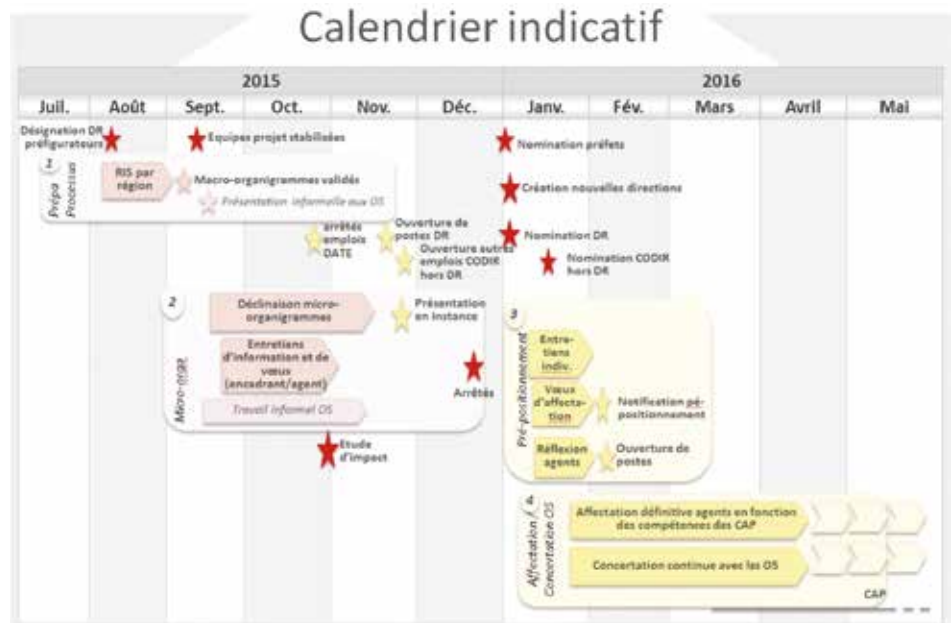 Calendrier indicatif
2015
2016
Juil.
Août
Sept.
Oct.
Nov.
Déc.
Janv.
Fév.
Mars
Avril
Mai
Désignation DR
préfigurateurs
Equipes projet stabilisées
Nomination préfets
1
Prépa
Processus
RIS par
région
Macro-organigrammes validés
Présentation informelle aux OS
Création nouvelles directions
arrêtés
emplois
DATE
Ouverture de
postes DR
Ouverture autres
emplois CODIR
hors DR
Nomination DR
Nomination CODIR
hors DR
2
Micro-orga
Déclinaison micro-
organigrammes
Présentation
en instance
Entretiens
d'information et de
vœux
(encadrant/agent)
Arrêtés
Travail informel OS
Etude
d'impact
3
Pré-positionnement
Entre-
tiens
indiv.
Vœux
d'affecta-
tion
Notification pé-
positionnement
Réflexion
agents
Ouverture de
postes
4
Affectation /
Concertation OS
Affectation définitive agents en fonction
des compétences des CAP
Concertation continue avec les OS
CAP